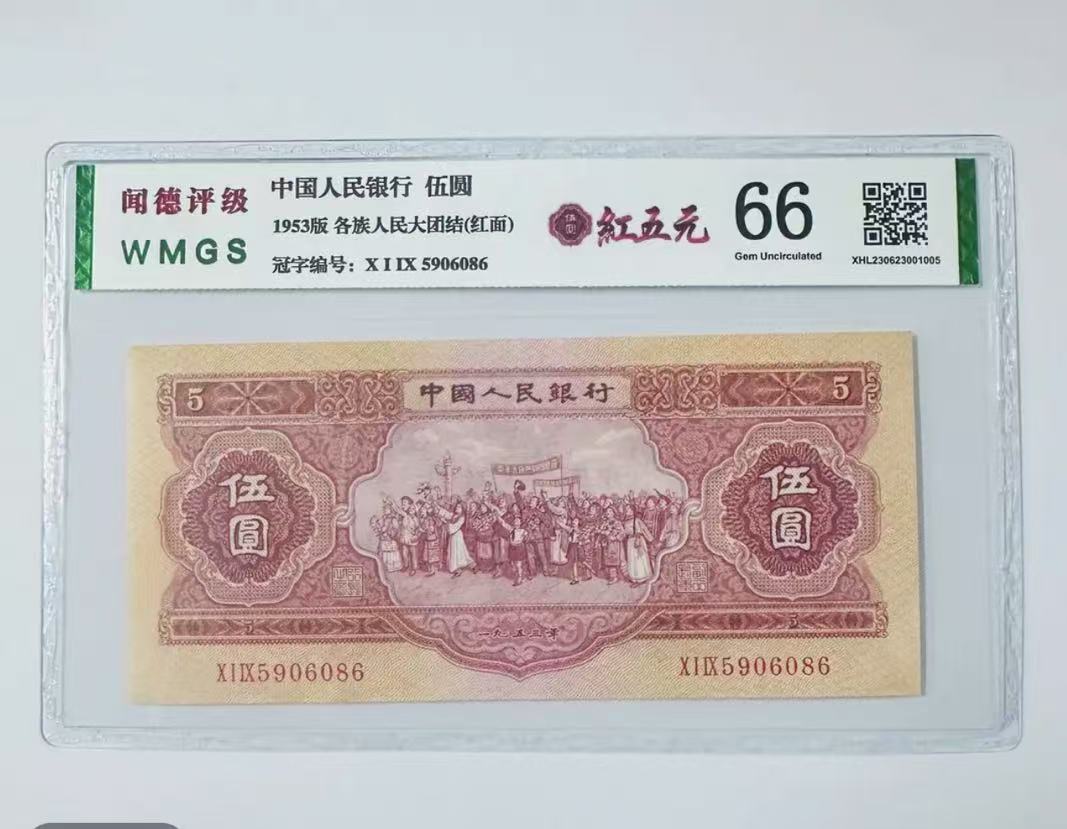 闻德评级
WMGS
中国人民银行 伍圆
1953版 各族人民大团结(红面)
冠字编号：X I IX 5906086
伍圆
紅五元
66
Gem Uncirculated
XHL230623001005
5
中國人民銀行
5
伍圓
伍圓
一九五三年
5
5
XIIX5906086
XIIX5906086